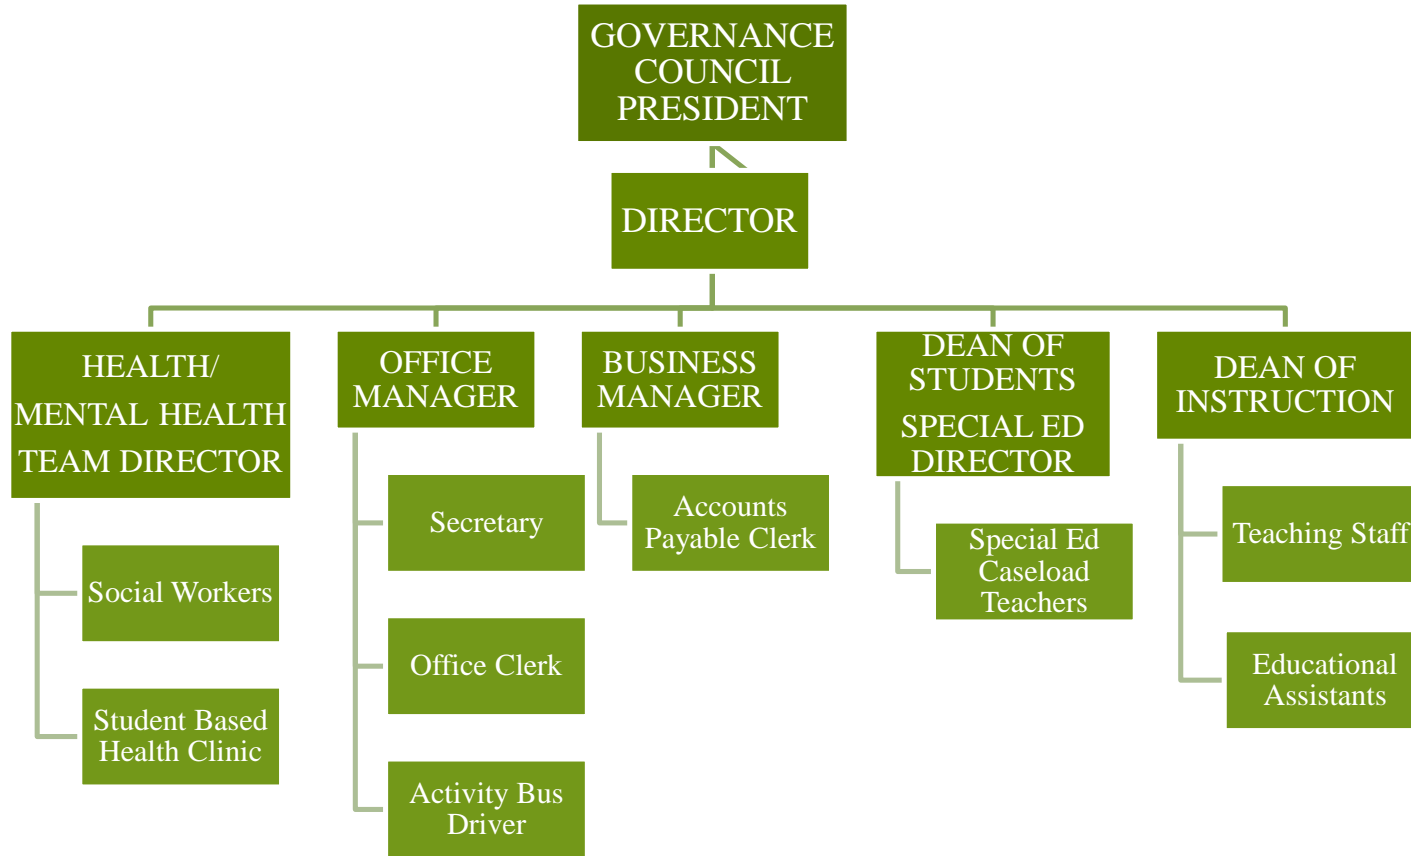 GOVERNANCE
COUNCIL
PRESIDENT
DIRECTOR
HEALTH/
MENTAL HEALTH
TEAM DIRECTOR
Social Workers
Student Based
Health Clinic
OFFICE
MANAGER
Secretary
Office Clerk
Activity Bus
Driver
BUSINESS
MANAGER
Accounts
Payable Clerk
DEAN OF
STUDENTS
SPECIAL ED
DIRECTOR
Special Ed
Caseload
Teachers
DEAN OF
INSTRUCTION
Teaching Staff
Educational
Assistants